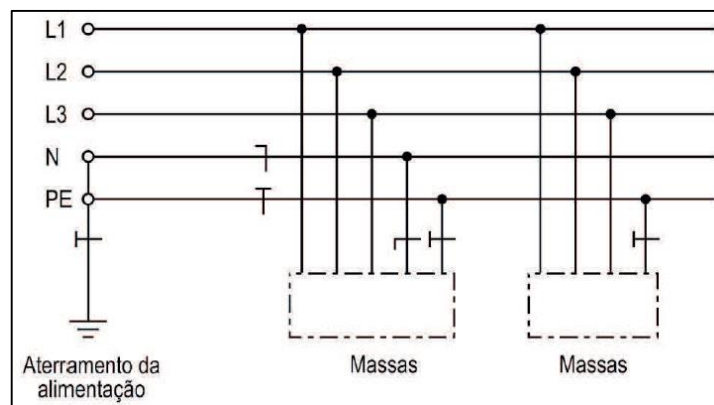 L1
L2
L3
N
PE
Aterramento da
alimentação
Massas
Massas